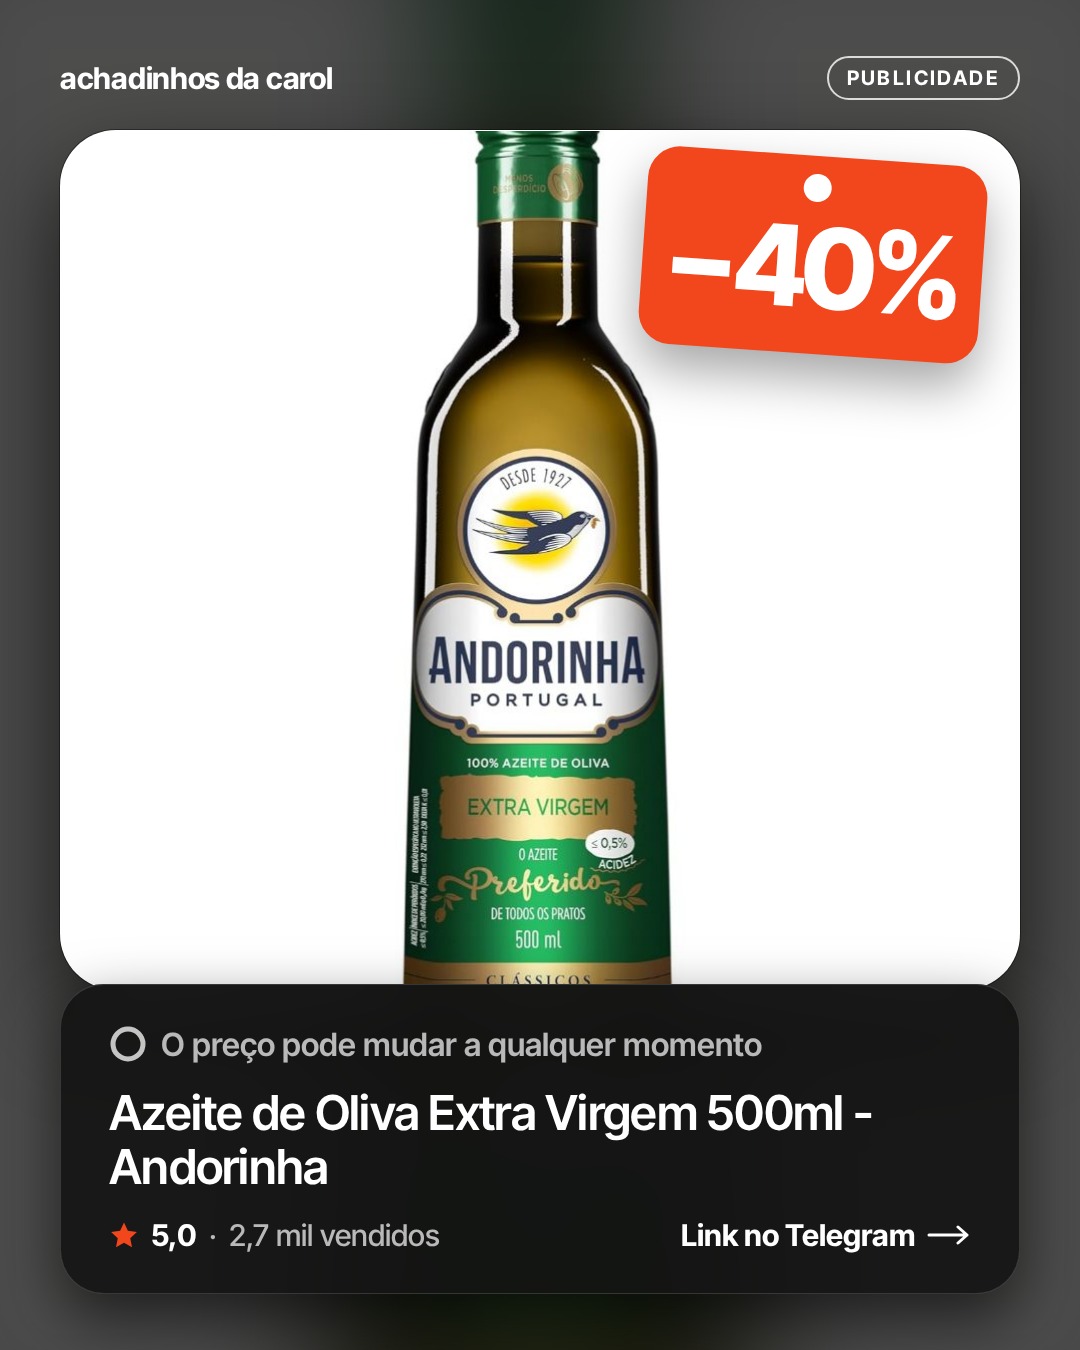 achadinhos da carol
PUBLICIDADE
MENOS
DESPERDÍCIO
−40%
DESDE 1927
ANDORINHA
PORTUGAL
100% AZEITE DE OLIVA
EXTRA VIRGEM
≤ 0,5%
ACIDEZ
O AZEITE
Preferido
DE TODOS OS PRATOS
500 ml
CLÁSSICOS
O preço pode mudar a qualquer momento
Azeite de Oliva Extra Virgem 500ml -
Andorinha
5,0 · 2,7 mil vendidos
Link no Telegram